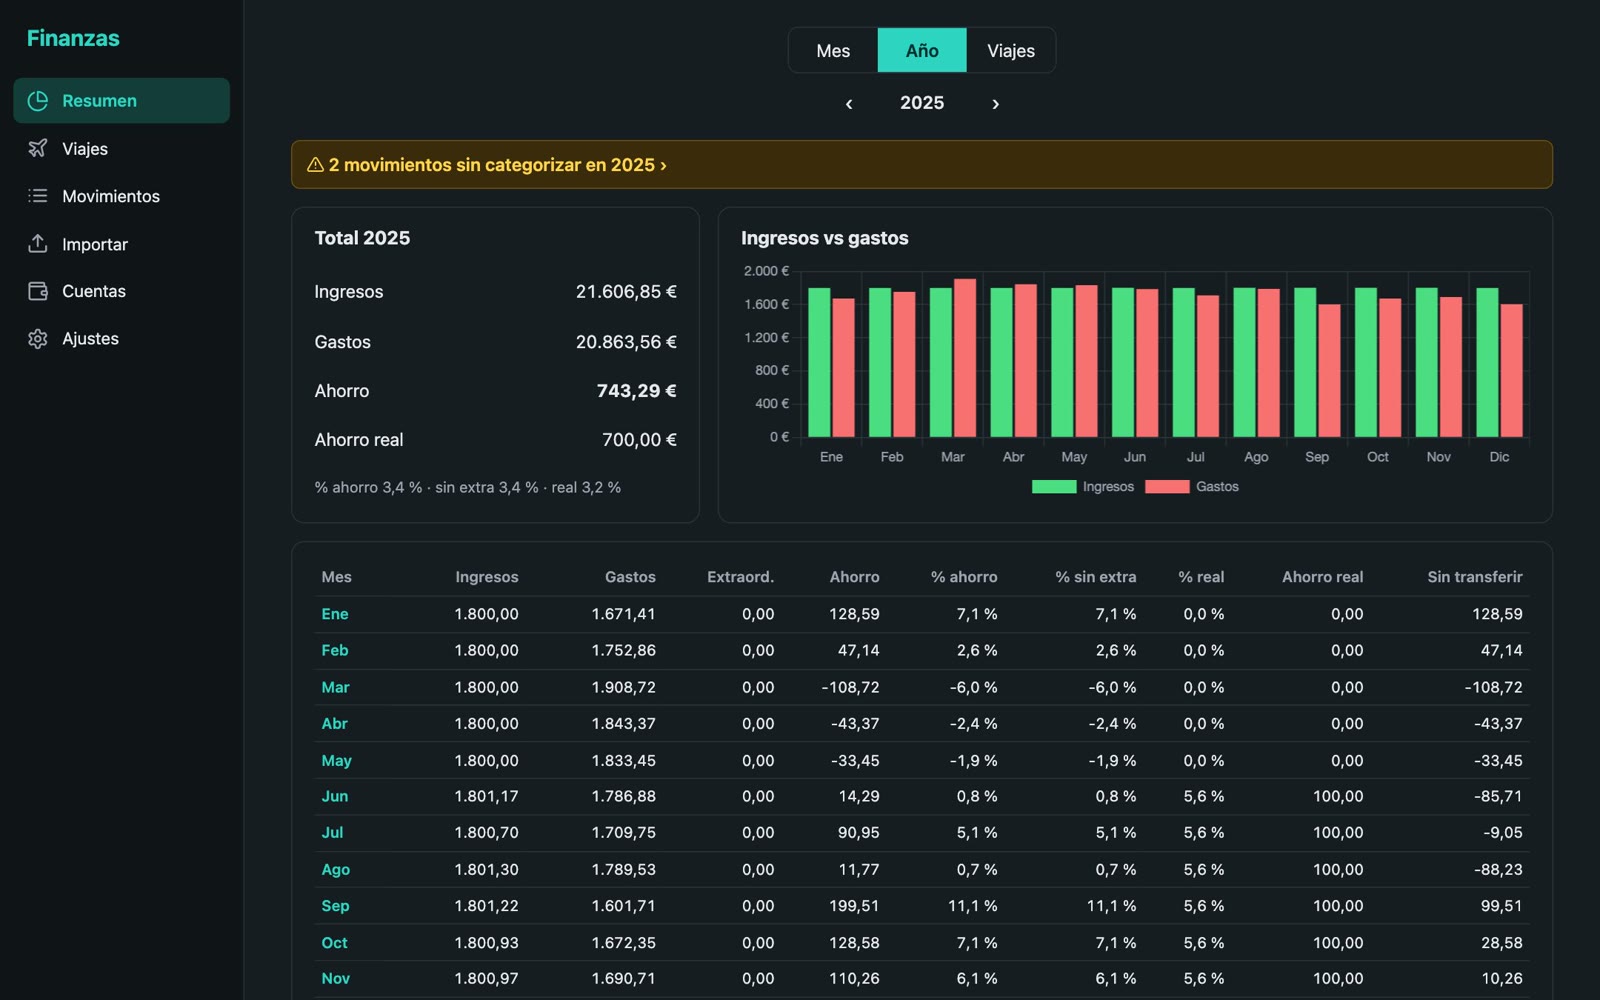 Finanzas
Resumen
Viajes
Movimientos
Importar
Cuentas
Ajustes
Mes Año Viajes
‹ 2025 ›
2 movimientos sin categorizar en 2025 ›
Total 2025
Ingresos 21.606,85 €
Gastos 20.863,56 €
Ahorro 743,29 €
Ahorro real 700,00 €
% ahorro 3,4 % · sin extra 3,4 % · real 3,2 %
Ingresos vs gastos
2.000 €
1.600 €
1.200 €
800 €
400 €
0 €
Ene Feb Mar Abr May Jun Jul Ago Sep Oct Nov Dic
Ingresos Gastos
Mes Ingresos Gastos Extraord. Ahorro % ahorro % sin extra % real Ahorro real Sin transferir
Ene 1.800,00 1.671,41 0,00 128,59 7,1 % 7,1 % 0,0 % 0,00 128,59
Feb 1.800,00 1.752,86 0,00 47,14 2,6 % 2,6 % 0,0 % 0,00 47,14
Mar 1.800,00 1.908,72 0,00 -108,72 -6,0 % -6,0 % 0,0 % 0,00 -108,72
Abr 1.800,00 1.843,37 0,00 -43,37 -2,4 % -2,4 % 0,0 % 0,00 -43,37
May 1.800,00 1.833,45 0,00 -33,45 -1,9 % -1,9 % 0,0 % 0,00 -33,45
Jun 1.801,17 1.786,88 0,00 14,29 0,8 % 0,8 % 5,6 % 100,00 -85,71
Jul 1.800,70 1.709,75 0,00 90,95 5,1 % 5,1 % 5,6 % 100,00 -9,05
Ago 1.801,30 1.789,53 0,00 11,77 0,7 % 0,7 % 5,6 % 100,00 -88,23
Sep 1.801,22 1.601,71 0,00 199,51 11,1 % 11,1 % 5,6 % 100,00 99,51
Oct 1.800,93 1.672,35 0,00 128,58 7,1 % 7,1 % 5,6 % 100,00 28,58
Nov 1.800,97 1.690,71 0,00 110,26 6,1 % 6,1 % 5,6 % 100,00 10,26